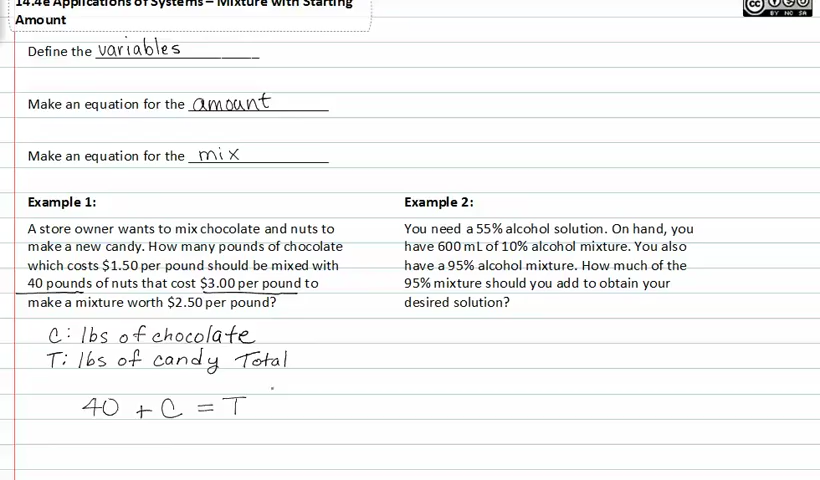 14.4e Applications of Systems – Mixture with Starting
Amount
cc
BY NC SA
Define the variables
Make an equation for the amount
Make an equation for the mix
Example 1:
A store owner wants to mix chocolate and nuts to
make a new candy. How many pounds of chocolate
which costs $1.50 per pound should be mixed with
40 pounds of nuts that cost $3.00 per pound to
make a mixture worth $2.50 per pound?
C: lbs of chocolate
T: lbs of candy Total
40 + C = T
Example 2:
You need a 55% alcohol solution. On hand, you
have 600 mL of 10% alcohol mixture. You also
have a 95% alcohol mixture. How much of the
95% mixture should you add to obtain your
desired solution?